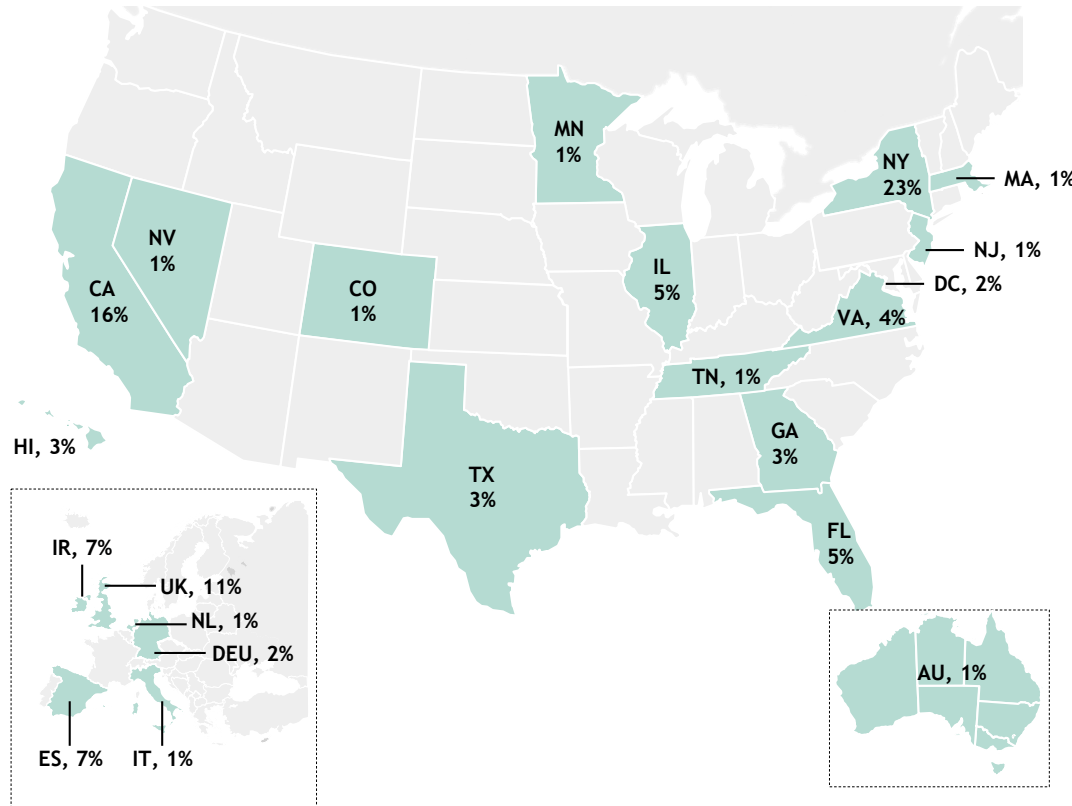 MN
1%
NY
23%
MA, 1%
NV
1%
NJ, 1%
IL
5%
CA
16%
CO
1%
DC, 2%
VA, 4%
TN, 1%
HI, 3%
GA
3%
TX
3%
FL
5%
IR, 7%
UK, 11%
NL, 1%
DEU, 2%
ES, 7%
IT, 1%
AU, 1%